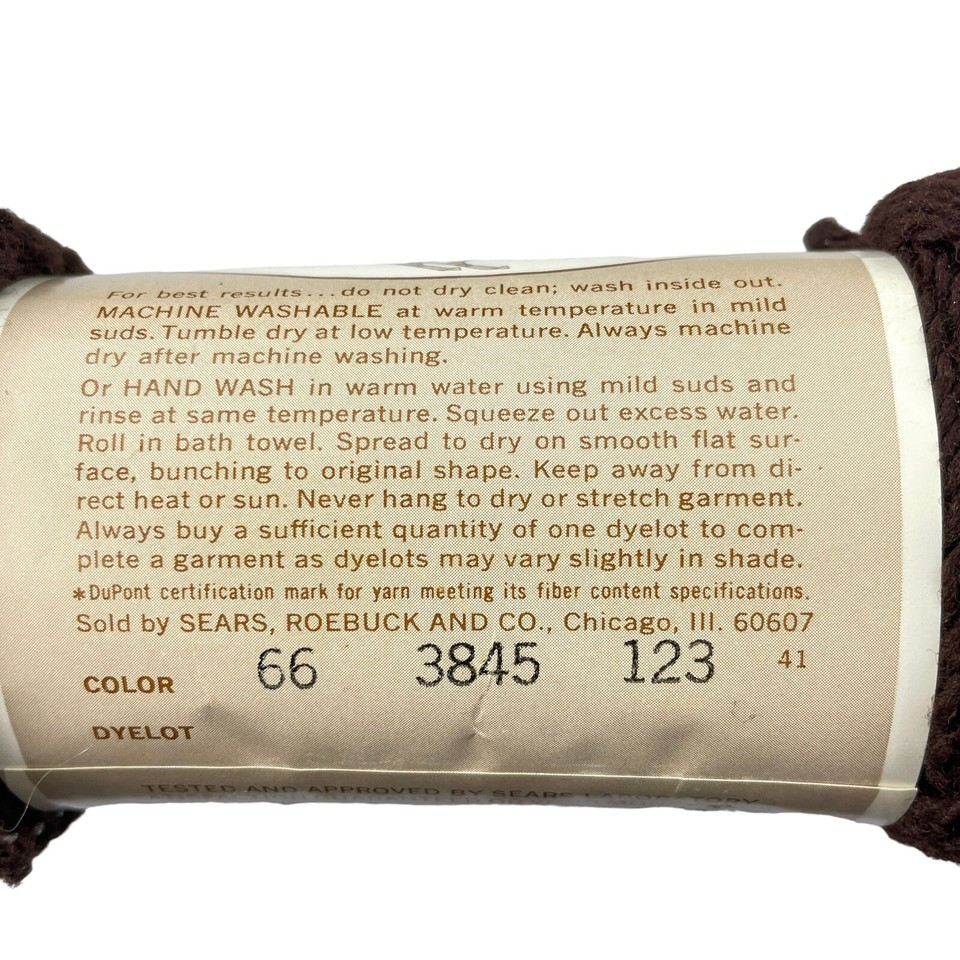 For best results...do not dry clean; wash inside out.
MACHINE WASHABLE at warm temperature in mild
suds. Tumble dry at low temperature. Always machine
dry after machine washing.
Or HAND WASH in warm water using mild suds and
rinse at same temperature. Squeeze out excess water.
Roll in bath towel. Spread to dry on smooth flat sur-
face, bunching to original shape. Keep away from di-
rect heat or sun. Never hang to dry or stretch garment.
Always buy a sufficient quantity of one dyelot to com-
plete a garment as dyelots may vary slightly in shade.
*DuPont certification mark for yarn meeting its fiber content specifications.
Sold by SEARS, ROEBUCK AND CO., Chicago, Ill. 60607
COLOR 66 3845 123 41
DYELOT
TESTED AND APPROVED BY SEARS LABORATORY